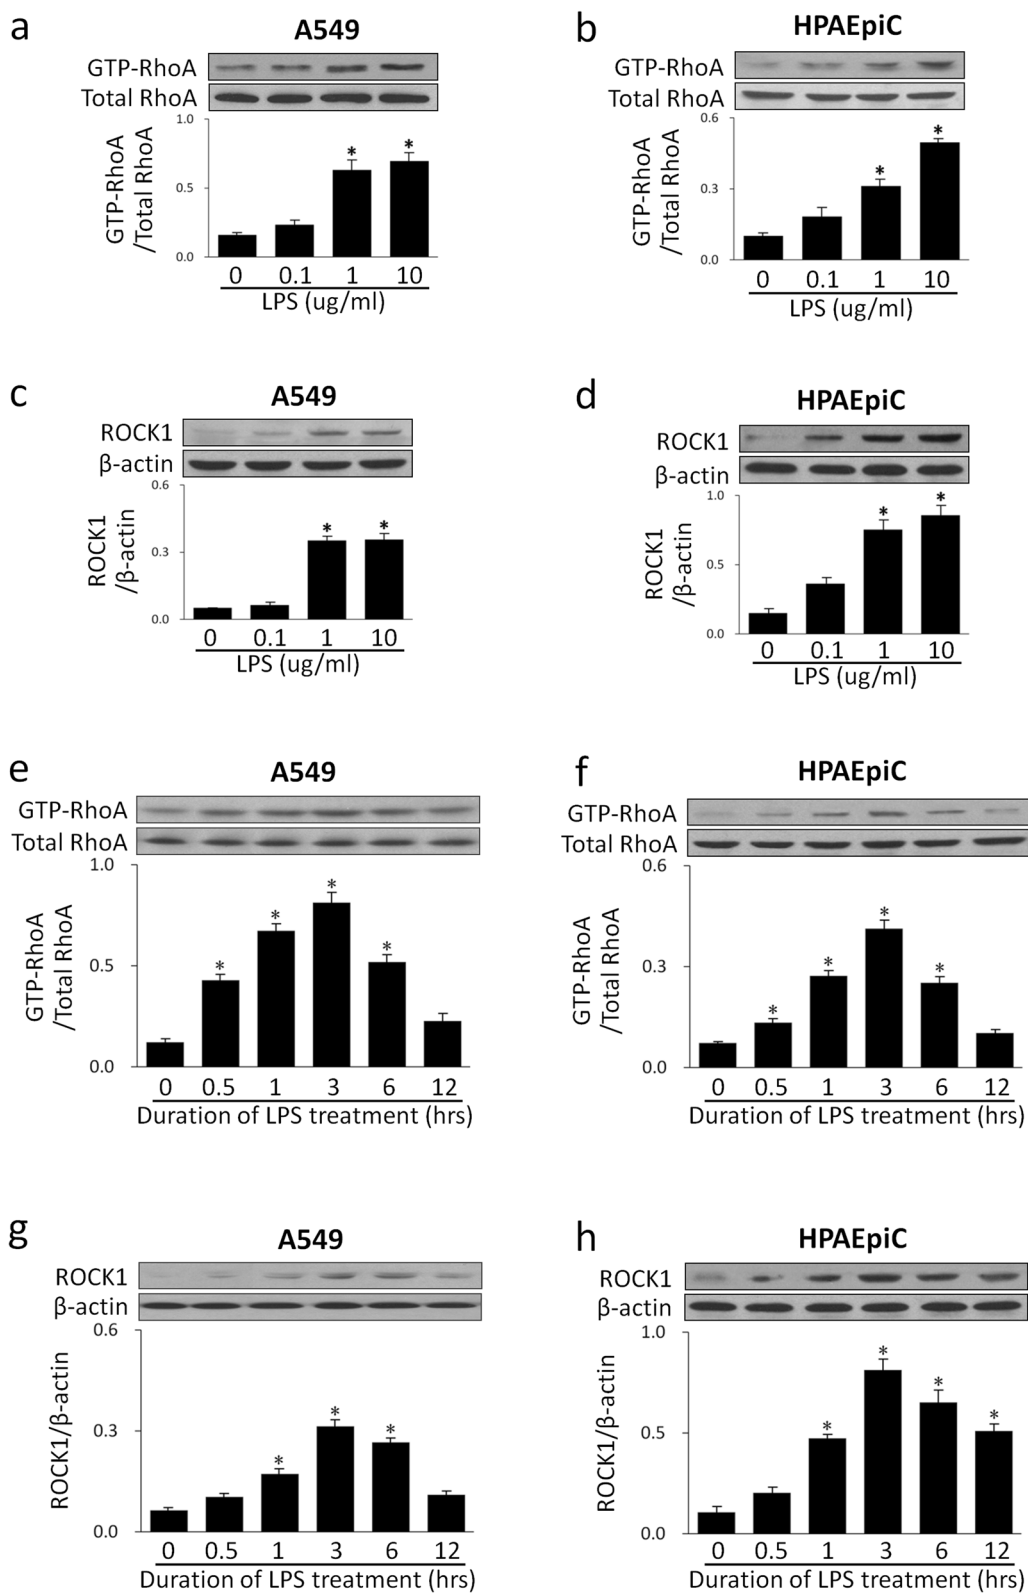 a
A549
GTP-RhoA
Total RhoA
GTP-RhoA
/Total RhoA
1.0
*
*
0.5
0.0
0 0.1 1 10
LPS (ug/ml)
b
HPAEpiC
GTP-RhoA
Total RhoA
GTP-RhoA
/Total RhoA
0.6
*
*
0.3
0.0
0 0.1 1 10
LPS (ug/ml)
c
A549
ROCK1
β-actin
ROCK1
/β-actin
0.6
* *
0.3
0.0
0 0.1 1 10
LPS (ug/ml)
d
HPAEpiC
ROCK1
β-actin
ROCK1
/β-actin
1.0
*
*
0.5
0.0
0 0.1 1 10
LPS (ug/ml)
e
A549
GTP-RhoA
Total RhoA
GTP-RhoA
/Total RhoA
1.0
*
*
*
*
0.5
0.0
0 0.5 1 3 6 12
Duration of LPS treatment (hrs)
f
HPAEpiC
GTP-RhoA
Total RhoA
GTP-RhoA
/Total RhoA
0.6
*
*
*
*
0.3
0.0
0 0.5 1 3 6 12
Duration of LPS treatment (hrs)
g
A549
ROCK1
β-actin
ROCK1/β-actin
0.6
*
*
*
0.3
0.0
0 0.5 1 3 6 12
Duration of LPS treatment (hrs)
h
HPAEpiC
ROCK1
β-actin
ROCK1/β-actin
1.0
*
*
*
*
0.5
0.0
0 0.5 1 3 6 12
Duration of LPS treatment (hrs)